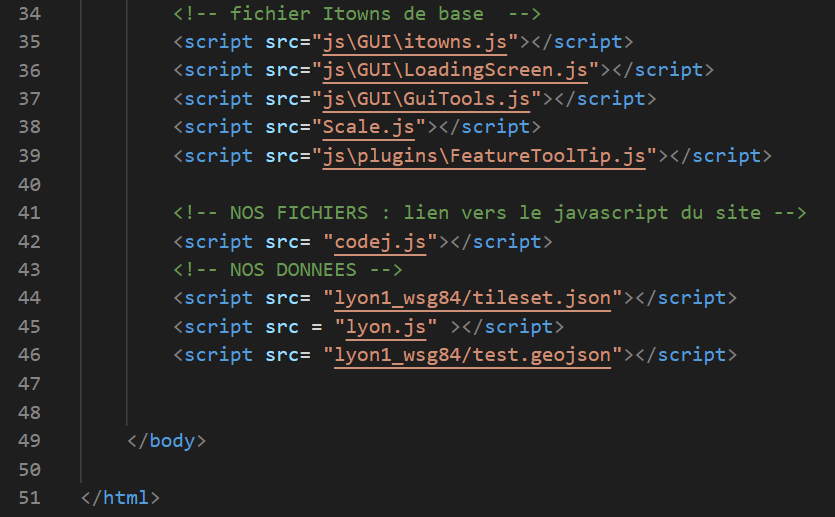 34 <!-- fichier Itowns de base  -->
35 <script src="js\GUI\itowns.js"></script>
36 <script src="js\GUI\LoadingScreen.js"></script>
37 <script src="js\GUI\GuiTools.js"></script>
38 <script src="Scale.js"></script>
39 <script src="js\plugins\FeatureToolTip.js"></script>
40
41 <!-- NOS FICHIERS : lien vers le javascript du site -->
42 <script src= "codej.js"></script>
43 <!-- NOS DONNEES -->
44 <script src= "lyon1_wsg84/tileset.json"></script>
45 <script src = "lyon.js" ></script>
46 <script src= "lyon1_wsg84/test.geojson"></script>
47
48
49 </body>
50
51 </html>